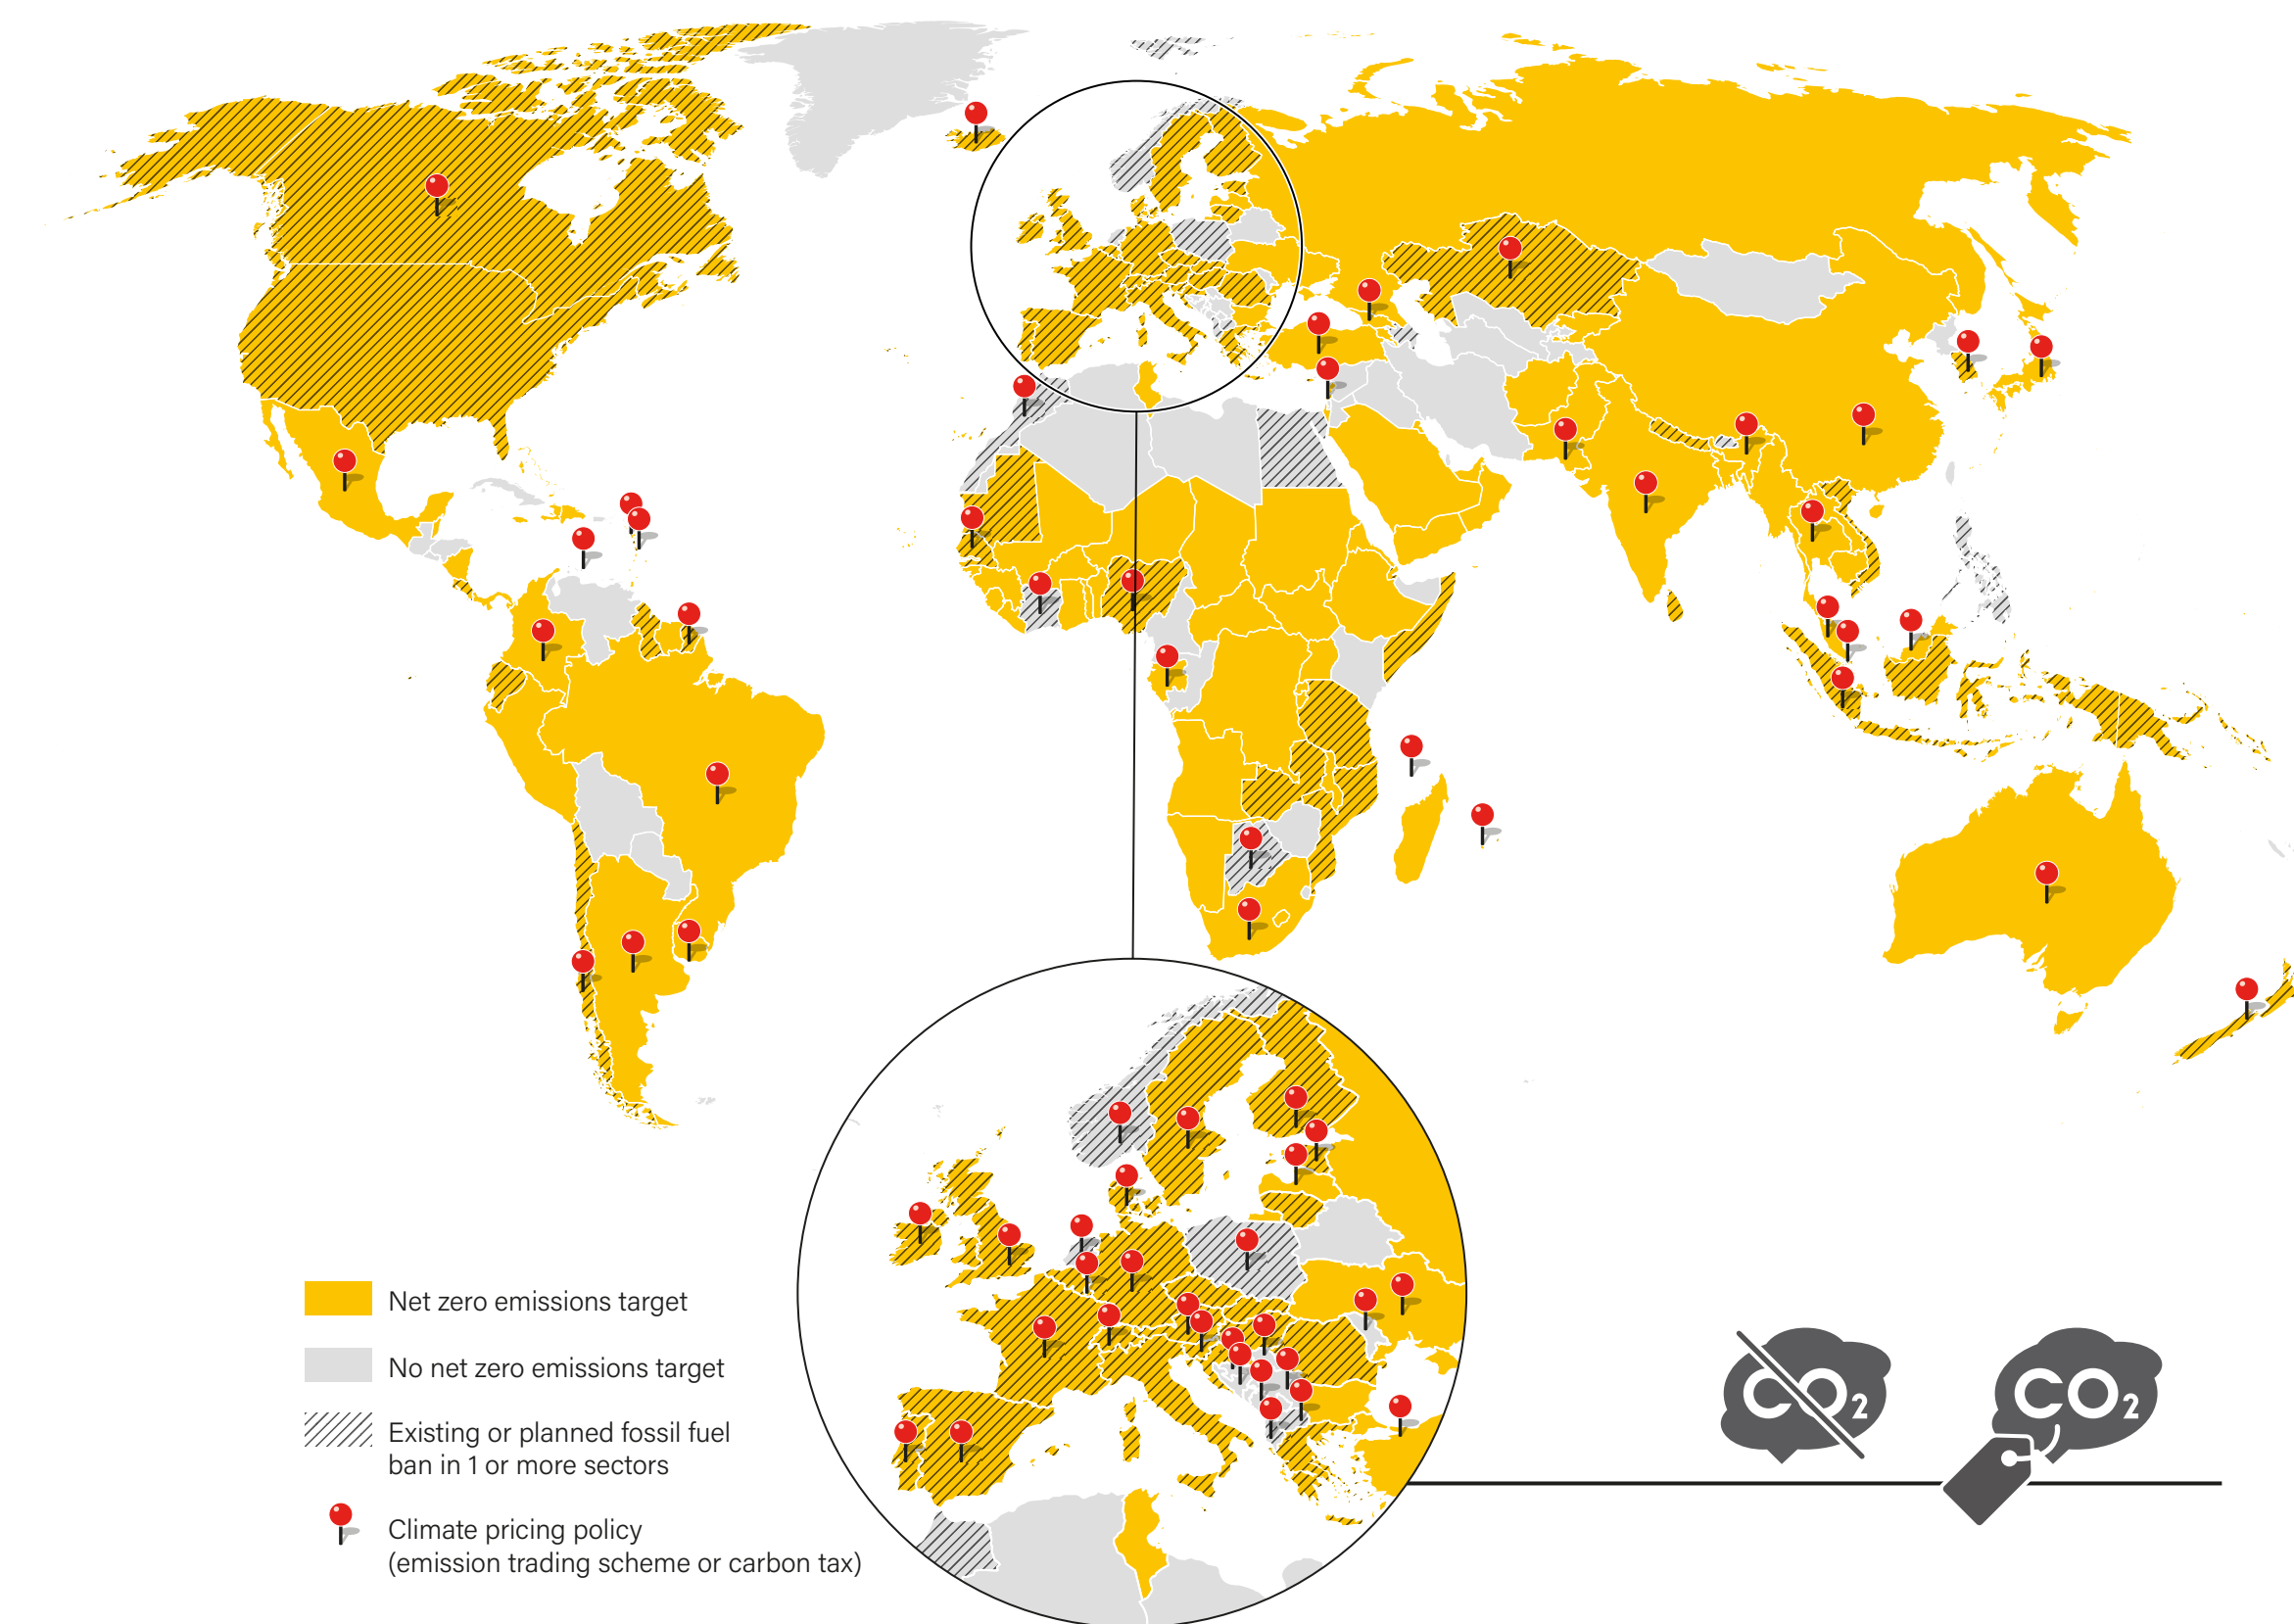 Net zero emissions target
No net zero emissions target
Existing or planned fossil fuel
ban in 1 or more sectors
Climate pricing policy
(emission trading scheme or carbon tax)
CO2
CO2